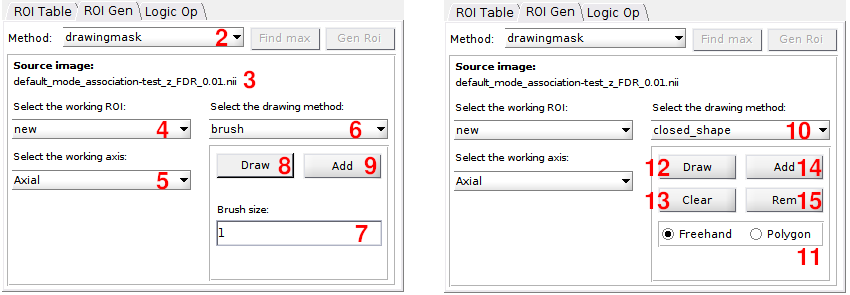 ROI Table ROI Gen Logic Op
Method: drawingmask 2 Find max Gen Roi
Source image:
default_mode_association-test_z_FDR_0.01.nii 3
Select the working ROI: Select the drawing method:
new 4 brush 6
Select the working axis:
Axial 5
Draw 8 Add 9
Brush size:
1 7
ROI Table ROI Gen Logic Op
Method: drawingmask Find max Gen Roi
Source image:
default_mode_association-test_z_FDR_0.01.nii
Select the working ROI: Select the drawing method:
new closed_shape 10
Select the working axis:
Axial
12 Draw Add 14
13 Clear Rem 15
Freehand Polygon
11